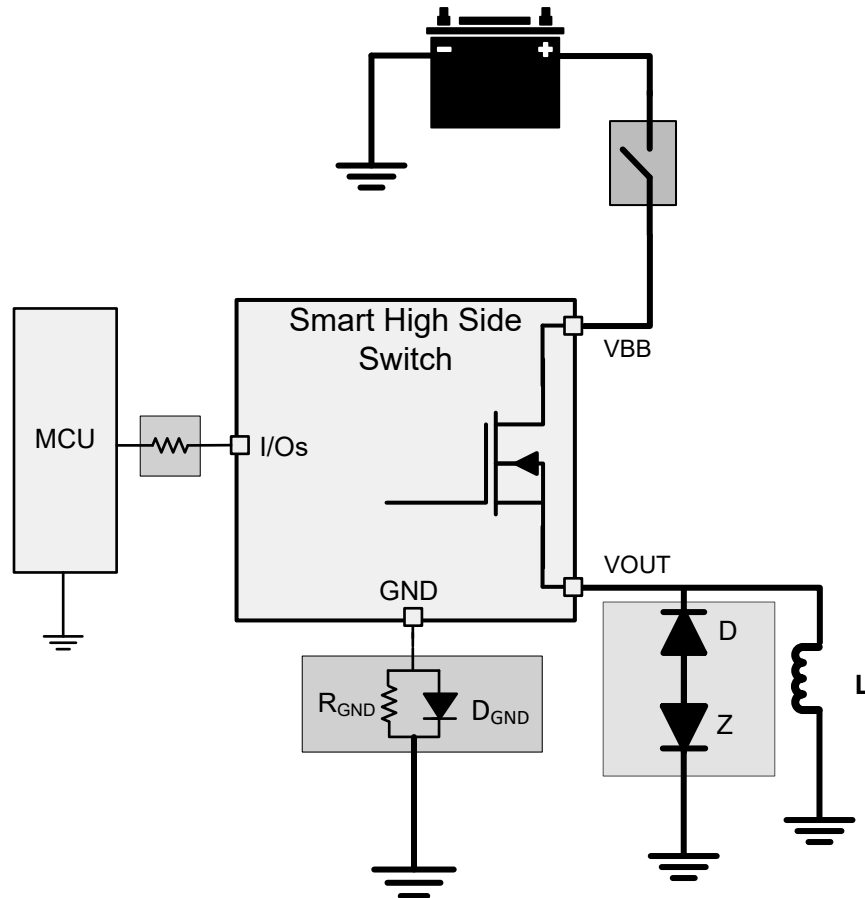 − +
Smart High Side
Switch
VBB
MCU
I/Os
VOUT
GND
D
RGND
DGND
Z
L